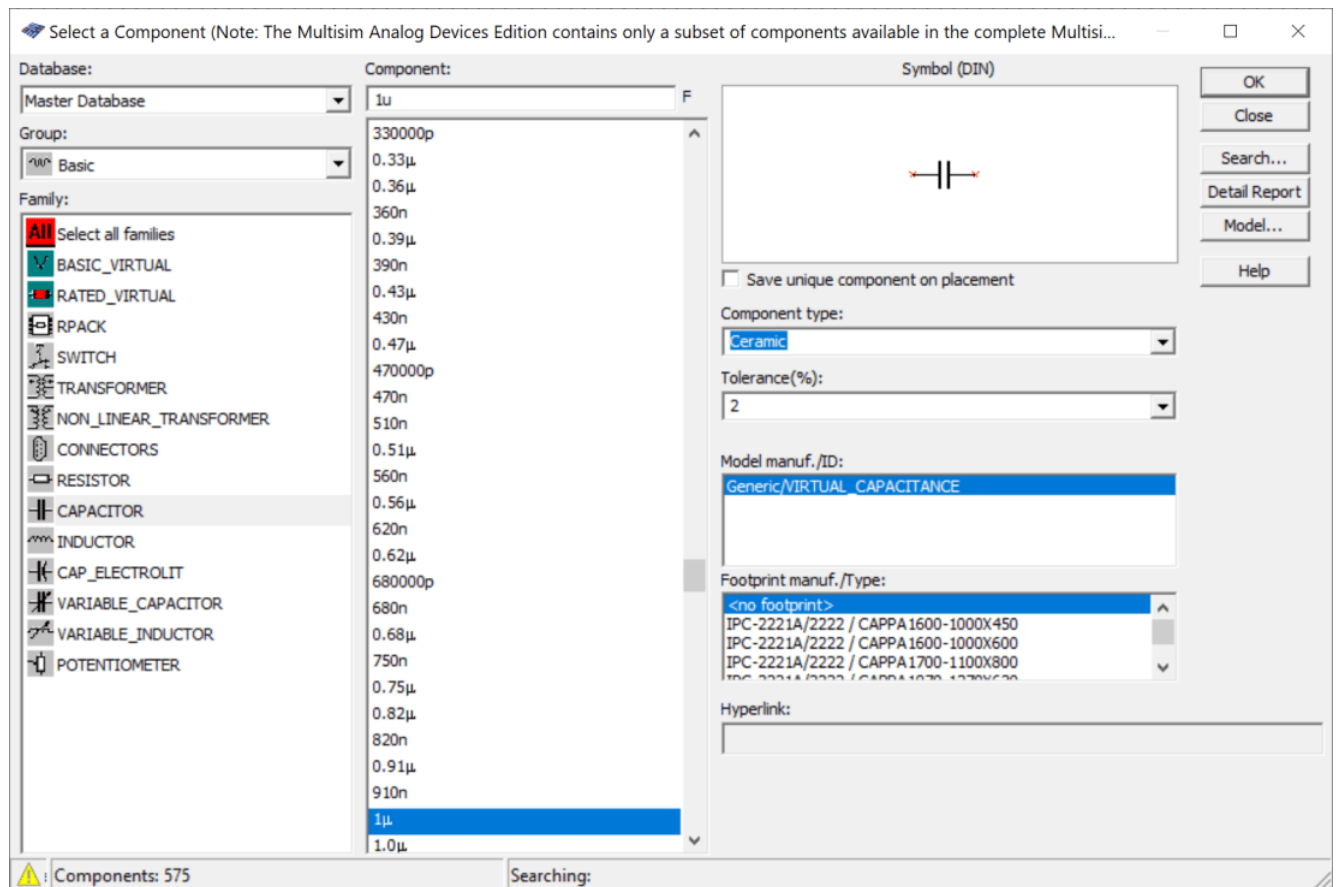 Select a Component (Note: The Multisim Analog Devices Edition contains only a subset of components available in the complete Multisi...
Database:
Master Database
Group:
Basic
Family:
All Select all families
BASIC_VIRTUAL
RATED_VIRTUAL
RPACK
SWITCH
TRANSFORMER
NON_LINEAR_TRANSFORMER
CONNECTORS
RESISTOR
CAPACITOR
INDUCTOR
CAP_ELECTROLIT
VARIABLE_CAPACITOR
VARIABLE_INDUCTOR
POTENTIOMETER
Component:
1u F
330000p
0.33µ
0.36µ
360n
0.39µ
390n
0.43µ
430n
0.47µ
470000p
470n
510n
0.51µ
560n
0.56µ
620n
0.62µ
680000p
680n
0.68µ
750n
0.75µ
0.82µ
820n
0.91µ
910n
1µ
1.0µ
Symbol (DIN)
Save unique component on placement
Component type:
Ceramic
Tolerance(%):
2
Model manuf./ID:
Generic/VIRTUAL_CAPACITANCE
Footprint manuf./Type:
<no footprint>
IPC-2221A/2222 / CAPPA1600-1000X450
IPC-2221A/2222 / CAPPA1600-1000X600
IPC-2221A/2222 / CAPPA1700-1100X800
Hyperlink:
OK
Close
Search...
Detail Report
Model...
Help
Components: 575
Searching: